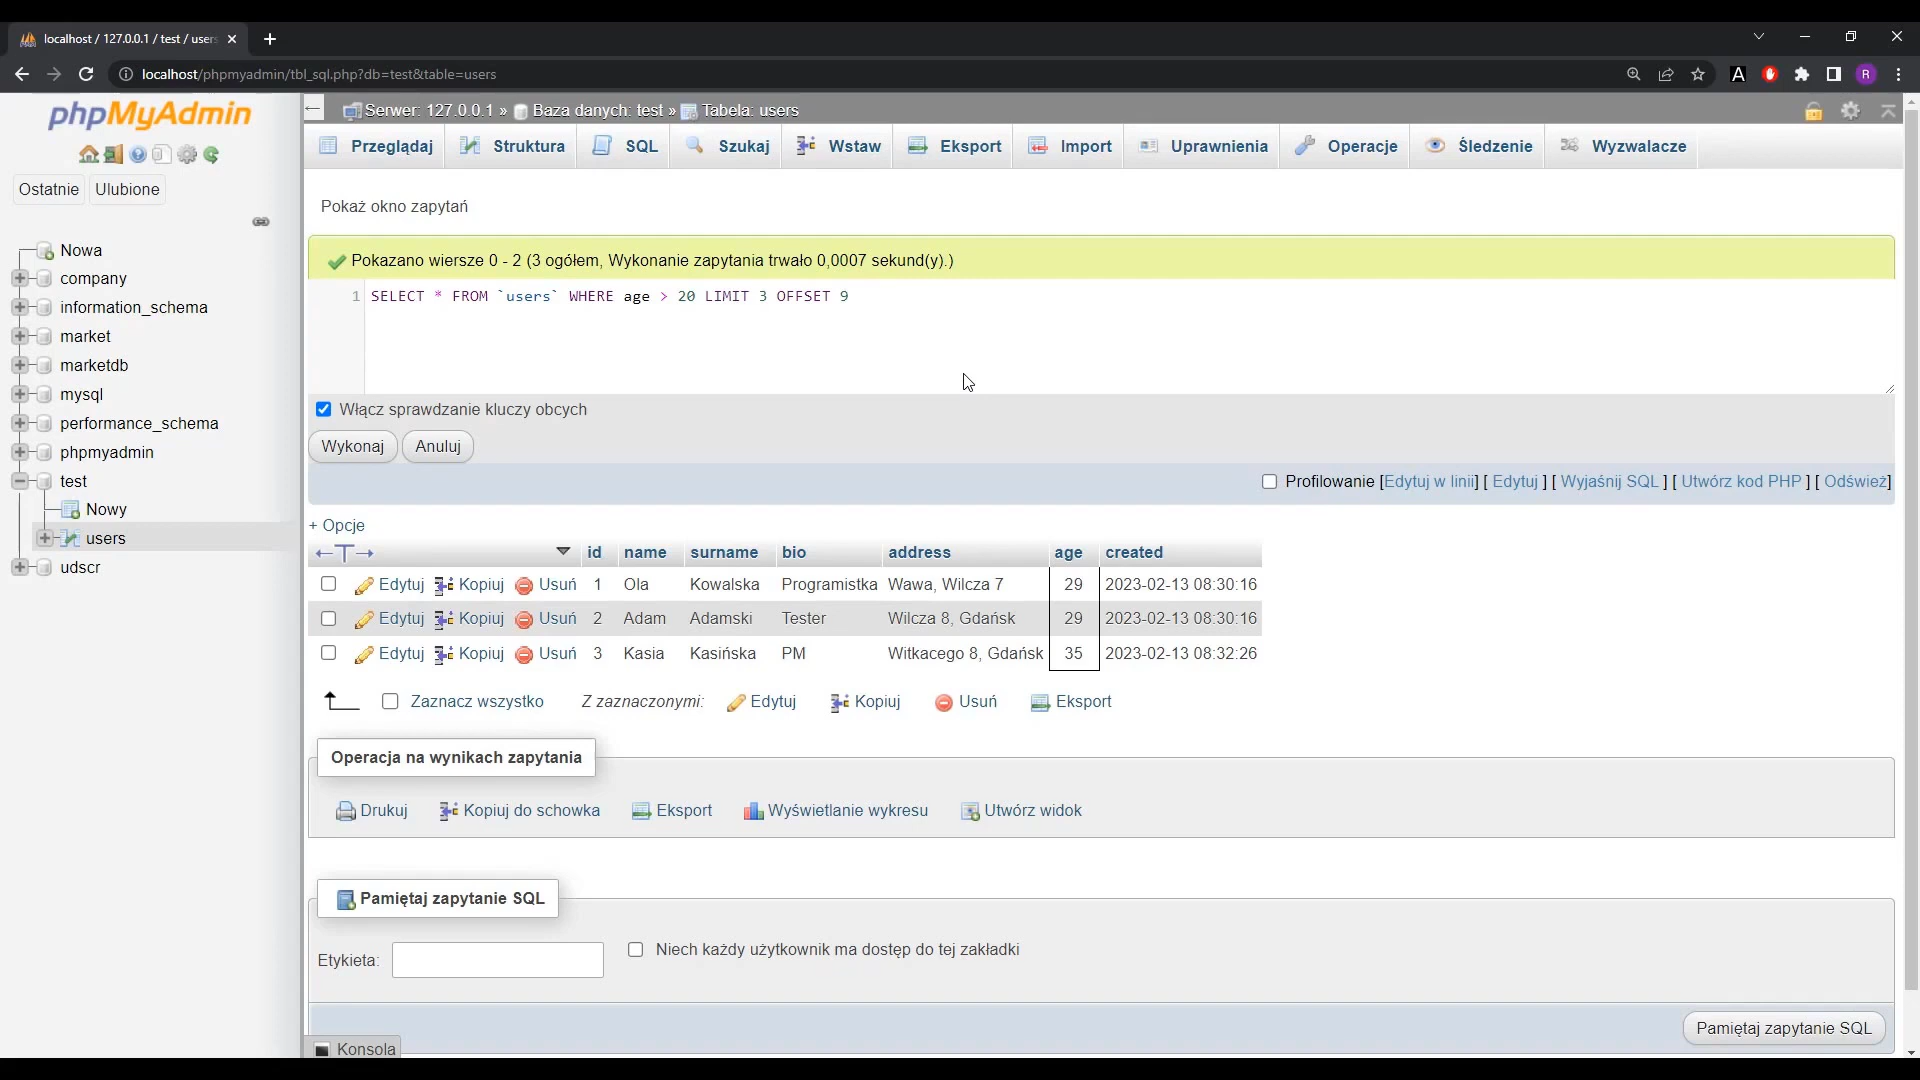 localhost / 127.0.0.1 / test / users
localhost/phpmyadmin/tbl_sql.php?db=test&table=users
A
R
phpMyAdmin
Ostatnie
Ulubione
Nowa
company
information_schema
market
marketdb
mysql
performance_schema
phpmyadmin
test
Nowy
users
udscr
Serwer: 127.0.0.1 » Baza danych: test » Tabela: users
Przeglądaj Struktura SQL Szukaj Wstaw Eksport Import Uprawnienia Operacje Śledzenie Wyzwalacze
Pokaż okno zapytań
Pokazano wiersze 0 - 2 (3 ogółem, Wykonanie zapytania trwało 0,0007 sekund(y).)
1 SELECT * FROM `users` WHERE age > 20 LIMIT 3 OFFSET 9
Włącz sprawdzanie kluczy obcych
Wykonaj Anuluj
Profilowanie [Edytuj w linii] [ Edytuj ] [ Wyjaśnij SQL ] [ Utwórz kod PHP ] [ Odśwież]
+ Opcje
←T→ id name surname bio address age created
Edytuj Kopiuj Usuń 1 Ola Kowalska Programistka Wawa, Wilcza 7 29 2023-02-13 08:30:16
Edytuj Kopiuj Usuń 2 Adam Adamski Tester Wilcza 8, Gdańsk 29 2023-02-13 08:30:16
Edytuj Kopiuj Usuń 3 Kasia Kasińska PM Witkacego 8, Gdańsk 35 2023-02-13 08:32:26
Zaznacz wszystko Z zaznaczonymi: Edytuj Kopiuj Usuń Eksport
Operacja na wynikach zapytania
Drukuj Kopiuj do schowka Eksport Wyświetlanie wykresu Utwórz widok
Pamiętaj zapytanie SQL
Etykieta: Niech każdy użytkownik ma dostęp do tej zakładki
Pamiętaj zapytanie SQL
Konsola